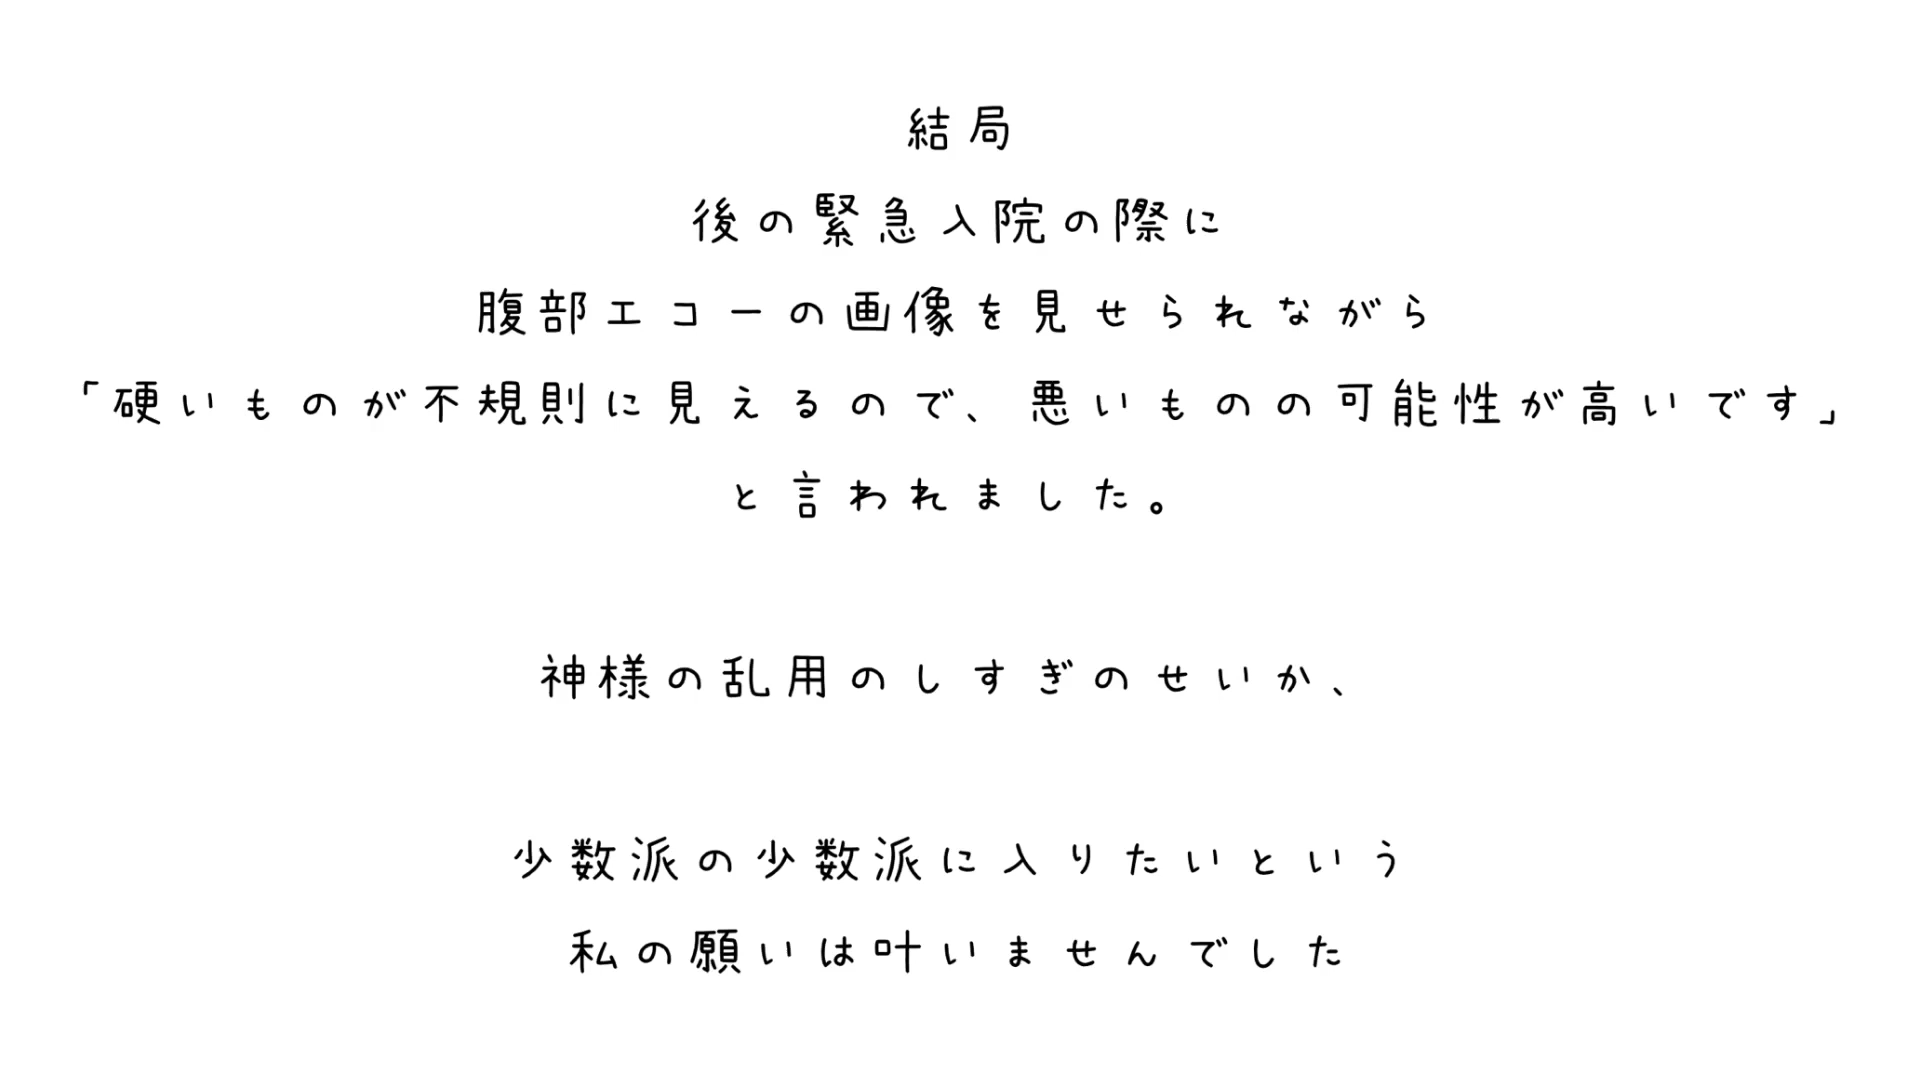 結局
後の緊急入院の際に
腹部エコーの画像を見せられながら
「硬いものが不規則に見えるので、悪いものの可能性が高いです」
と言われました。
神様の乱用のしすぎのせいか、
少数派の少数派に入りたいという
私の願いは叶いませんでした